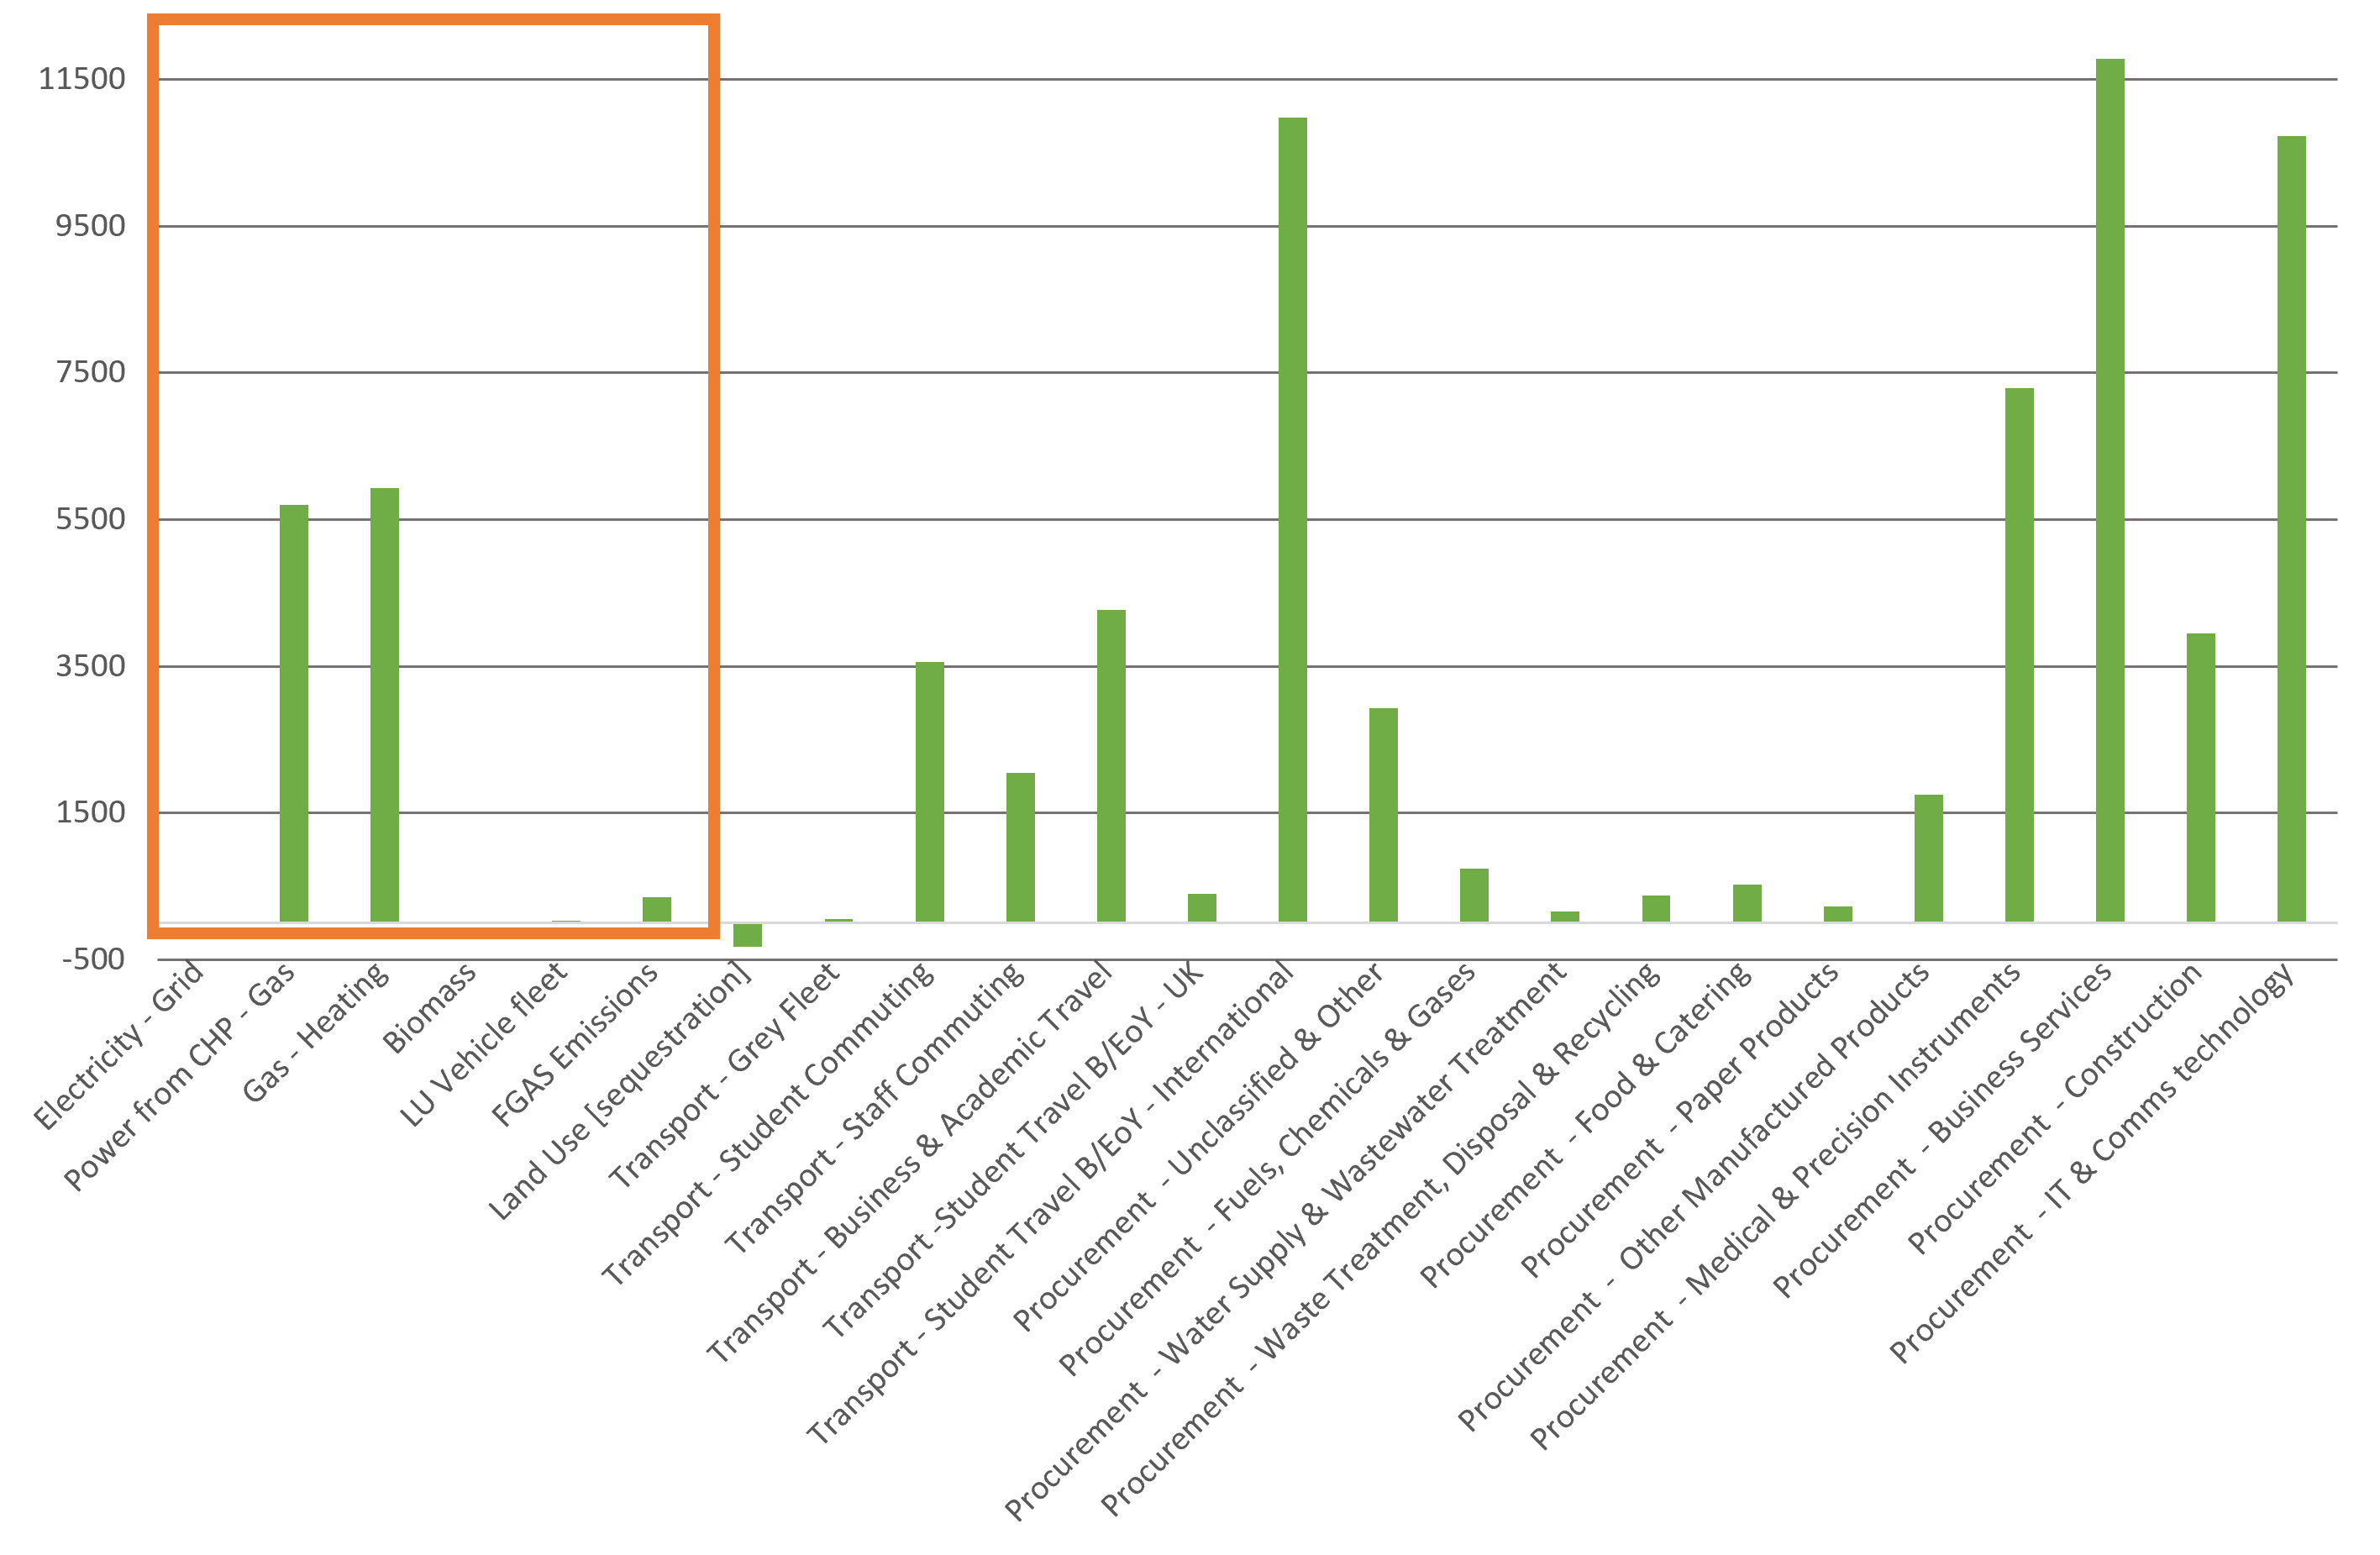 11500
9500
7500
5500
3500
1500
-500
Electricity - Grid
Power from CHP - Gas
Gas - Heating
Biomass
LU Vehicle fleet
FGAS Emissions
Land Use [sequestration]
Transport - Grey Fleet
Transport - Student Commuting
Transport - Staff Commuting
Transport - Business & Academic Travel
Transport -Student Travel B/EoY - UK
Transport - Student Travel B/EoY - International
Procurement - Unclassified & Other
Procurement - Fuels, Chemicals & Gases
Procurement - Water Supply & Wastewater Treatment
Procurement - Waste Treatment, Disposal & Recycling
Procurement - Food & Catering
Procurement - Paper Products
Procurement - Other Manufactured Products
Procurement - Medical & Precision Instruments
Procurement - Business Services
Procurement - Construction
Procurement - IT & Comms technology